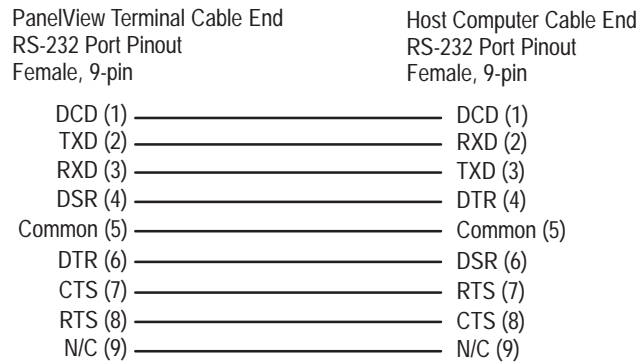 PanelView Terminal Cable End
RS-232 Port Pinout
Female, 9-pin
Host Computer Cable End
RS-232 Port Pinout
Female, 9-pin
DCD (1) DCD (1)
TXD (2) RXD (2)
RXD (3) TXD (3)
DSR (4) DTR (4)
Common (5) Common (5)
DTR (6) DSR (6)
CTS (7) RTS (7)
RTS (8) CTS (8)
N/C (9) N/C (9)